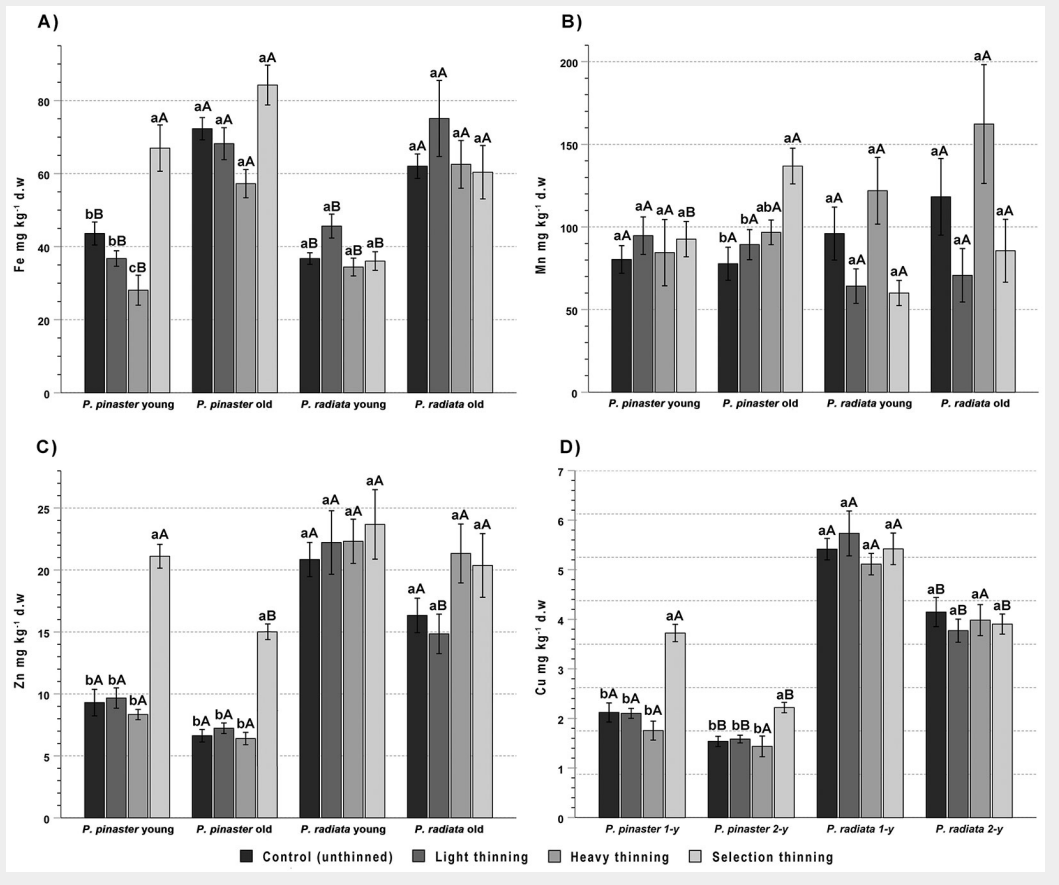 A)
Fe mg kg⁻¹ d.w
80
60
40
20
0
bB bB cB aA
aA aA aA aA
aB aB aB aB
aA aA aA aA
P. pinaster young P. pinaster old P. radiata young P. radiata old
B)
Mn mg kg⁻¹ d.w
200
150
100
50
0
aA aA aA aB
bA bA abA aA
aA aA aA aA
aA aA aA aA
P. pinaster young P. pinaster old P. radiata young P. radiata old
C)
Zn mg kg⁻¹ d.w
25
20
15
10
5
0
bA bA bA aA
bA bA bA aB
aA aA aA aA
aA aB aA aA
P. pinaster young P. pinaster old P. radiata young P. radiata old
D)
Cu mg kg⁻¹ d.w
7
6
5
4
3
2
1
0
bA bA bA aA
bB bB bA aB
aA aA aA aA
aB aB aA aB
P. pinaster 1-y P. pinaster 2-y P. radiata 1-y P. radiata 2-y
Control (unthinned) Light thinning Heavy thinning Selection thinning